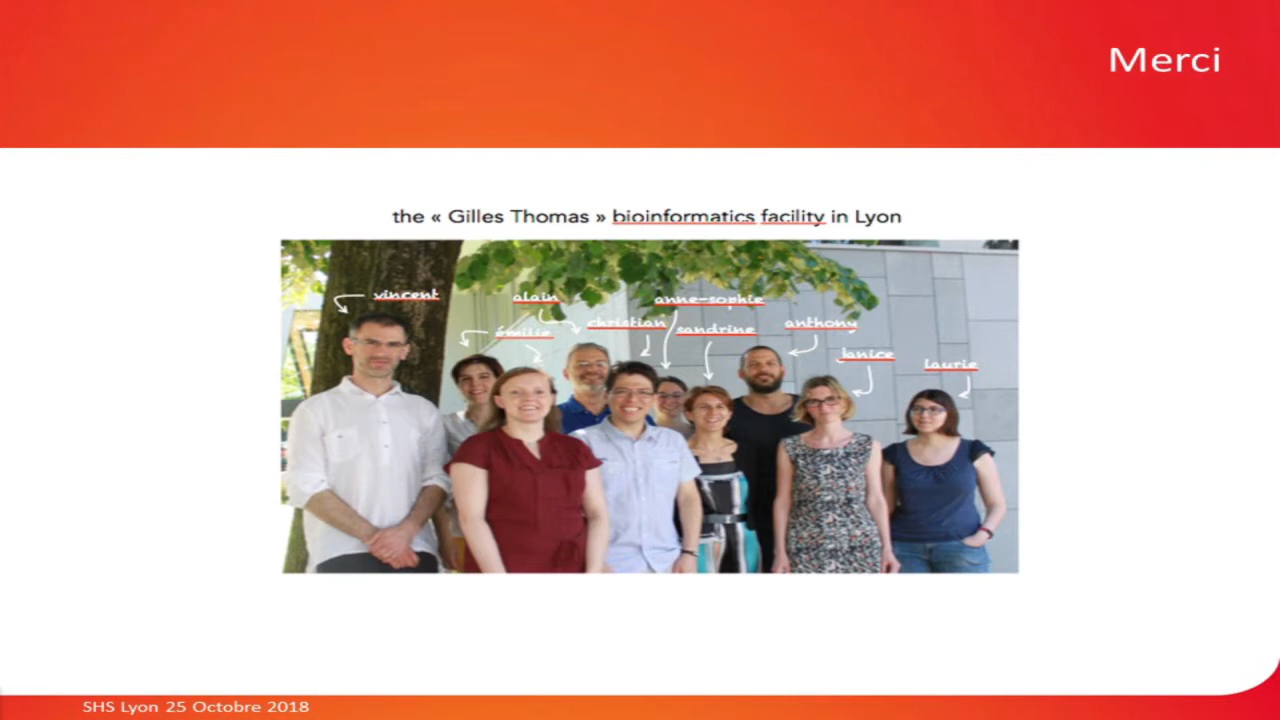 Merci
the « Gilles Thomas » bioinformatics facility in Lyon
vincent
alain
anne-sophie
émilie
christian
sandrine
anthony
Janice
laurie
SHS Lyon 25 Octobre 2018